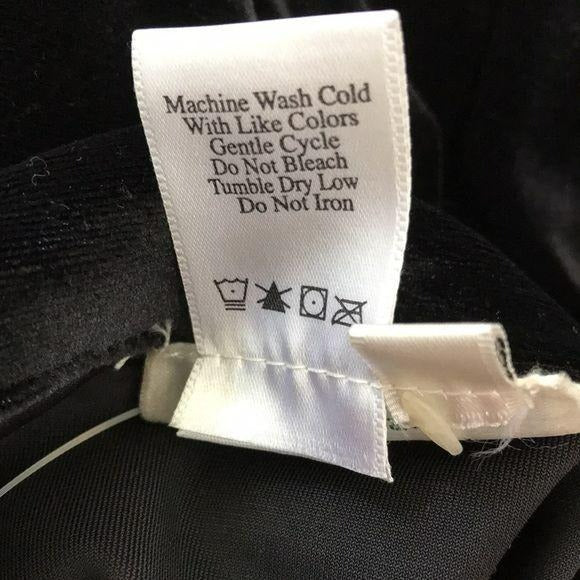 Machine Wash Cold
With Like Colors
Gentle Cycle
Do Not Bleach
Tumble Dry Low
Do Not Iron